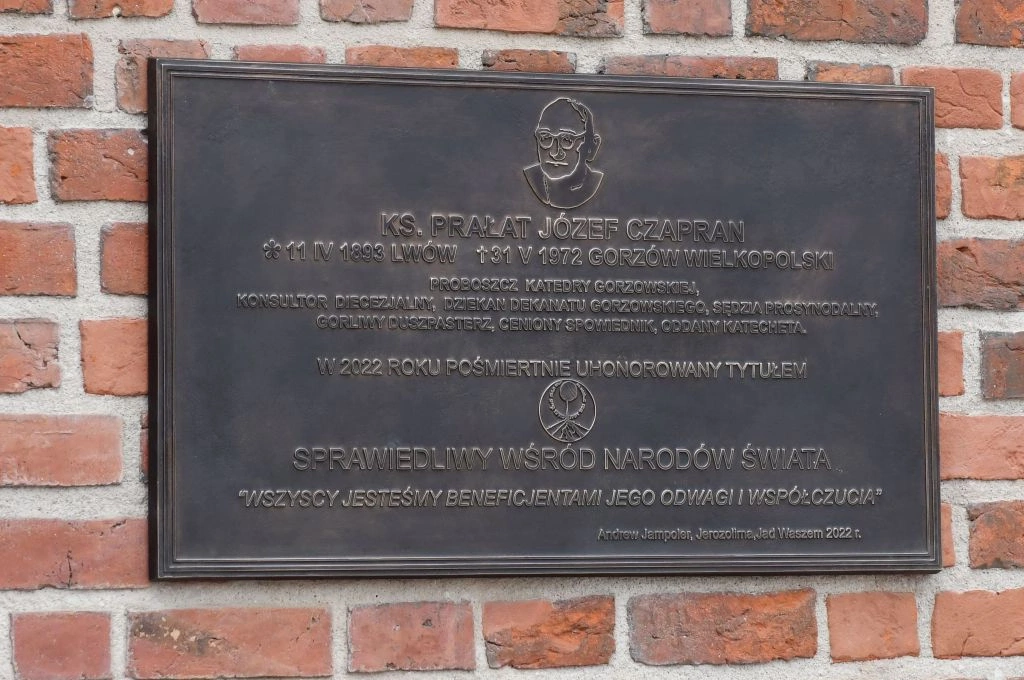 KS. PRAŁAT JÓZEF CZAPRAN
* 11 IV 1893 LWÓW † 31 V 1972 GORZÓW WIELKOPOLSKI
PROBOSZCZ KATEDRY GORZOWSKIEJ,
KONSULTOR DIECEZJALNY, DZIEKAN DEKANATU GORZOWSKIEGO, SĘDZIA PROSYNODALNY,
GORLIWY DUSZPASTERZ, CENIONY SPOWIEDNIK, ODDANY KATECHETA.
W 2022 ROKU POŚMIERTNIE UHONOROWANY TYTUŁEM
SPRAWIEDLIWY WŚRÓD NARODÓW ŚWIATA
“WSZYSCY JESTEŚMY BENEFICJENTAMI JEGO ODWAGI I WSPÓŁCZUCIA”
Andrew Jampoler, Jerozolima,Jad Waszem 2022 r.